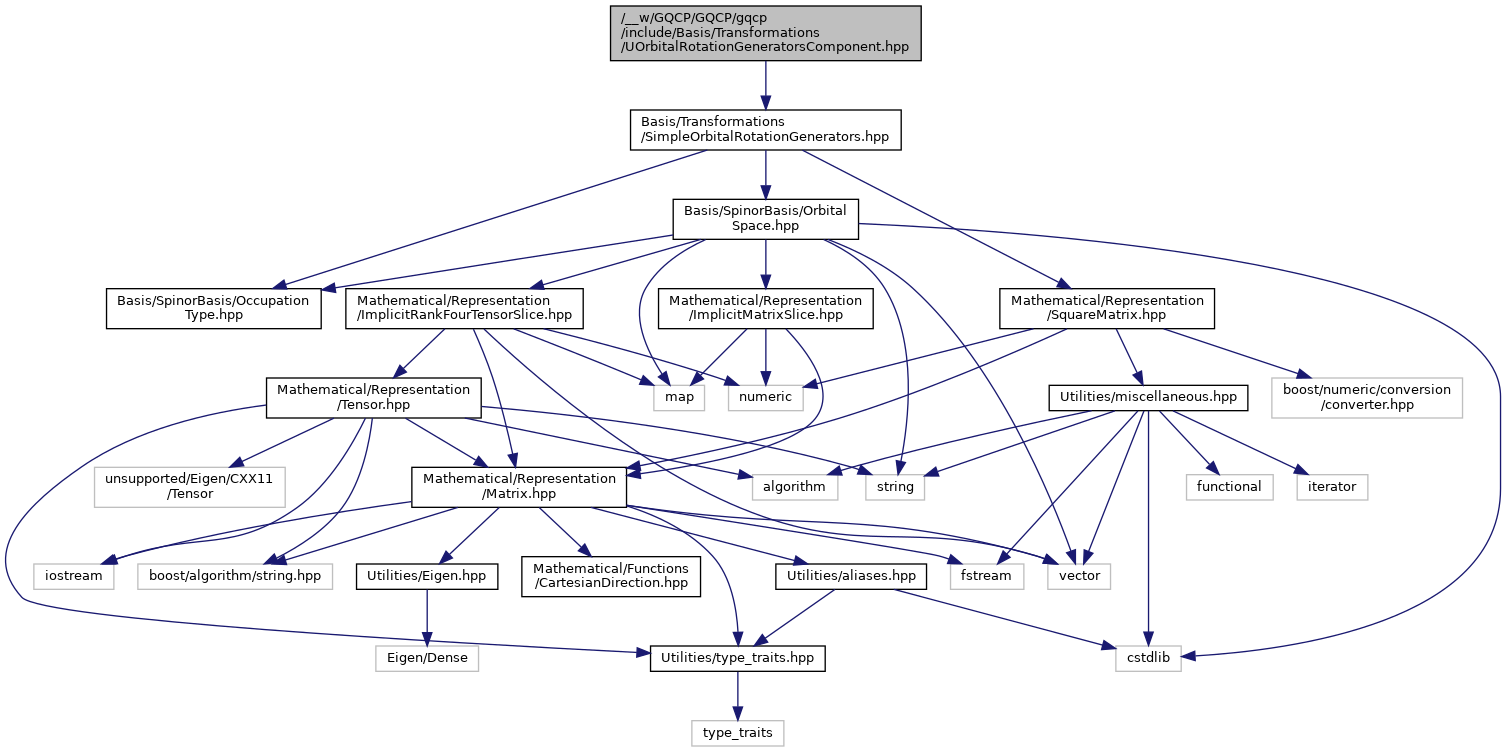 /__w/GQCP/GQCP/gqcp
/include/Basis/Transformations
/UOrbitalRotationGeneratorsComponent.hpp
Basis/Transformations
/SimpleOrbitalRotationGenerators.hpp
Basis/SpinorBasis/Orbital
Space.hpp
Basis/SpinorBasis/Occupation
Type.hpp
Mathematical/Representation
/ImplicitRankFourTensorSlice.hpp
Mathematical/Representation
/ImplicitMatrixSlice.hpp
Mathematical/Representation
/SquareMatrix.hpp
Mathematical/Representation
/Tensor.hpp
map
numeric
Utilities/miscellaneous.hpp
boost/numeric/conversion
/converter.hpp
unsupported/Eigen/CXX11
/Tensor
Mathematical/Representation
/Matrix.hpp
algorithm
string
functional
iterator
iostream
boost/algorithm/string.hpp
Utilities/Eigen.hpp
Mathematical/Functions
/CartesianDirection.hpp
Utilities/aliases.hpp
fstream
vector
Eigen/Dense
Utilities/type_traits.hpp
cstdlib
type_traits